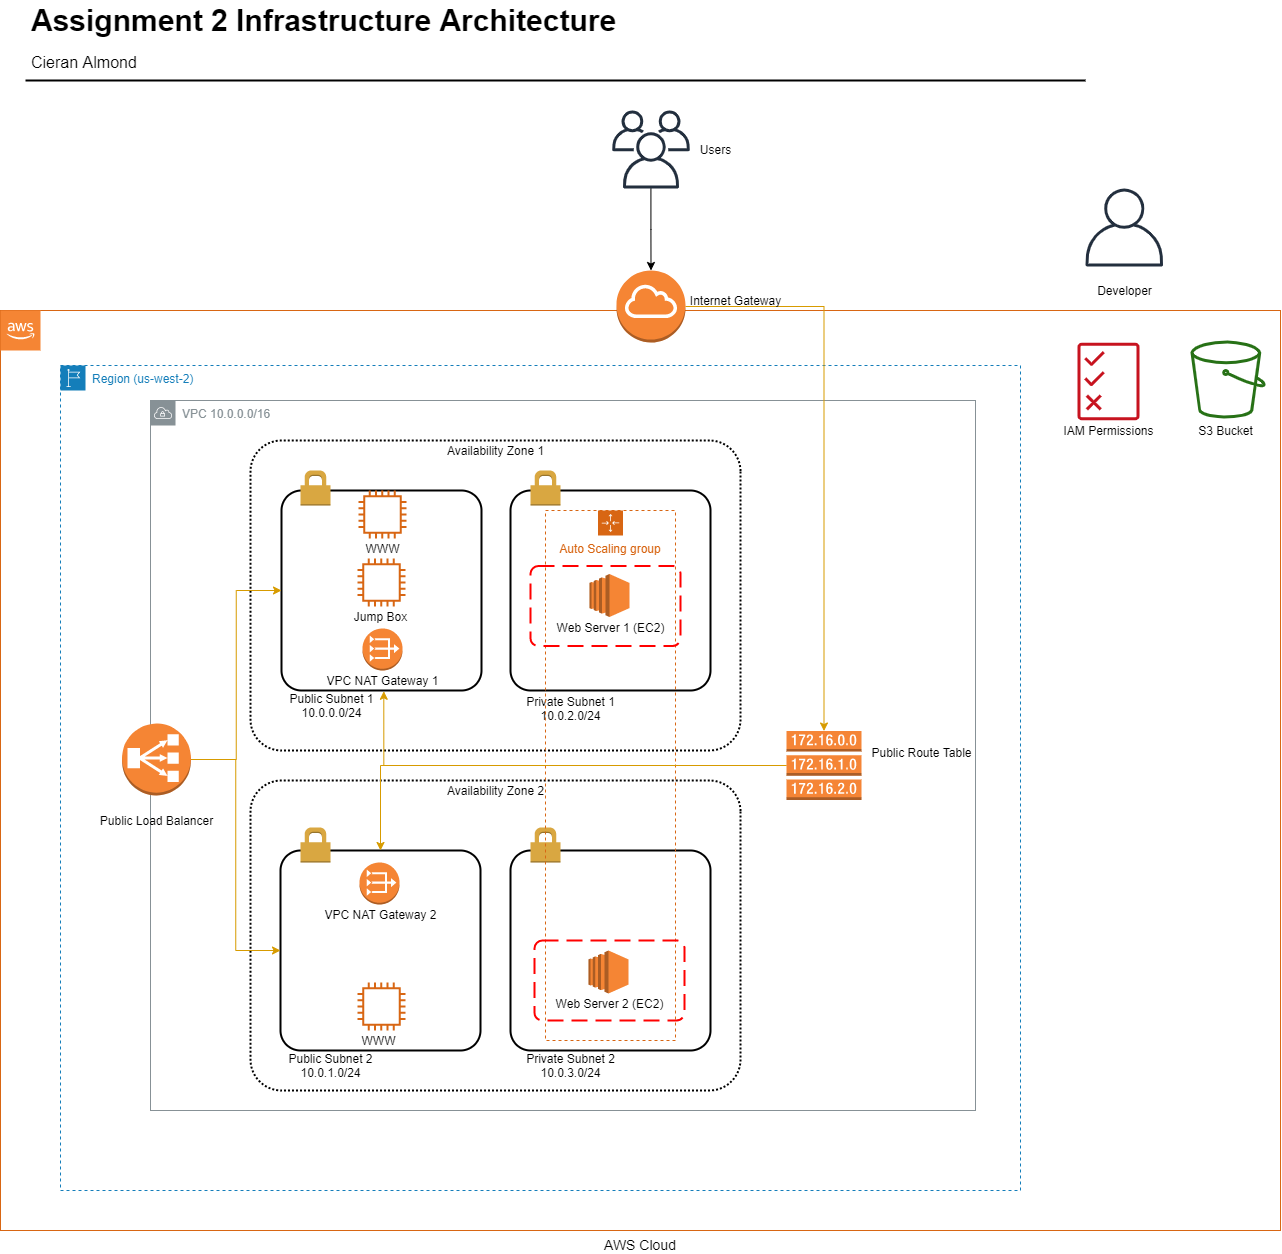 Assignment 2 Infrastructure Architecture
Cieran Almond
Users
Developer
Internet Gateway
aws
Region (us-west-2)
IAM Permissions
S3 Bucket
VPC 10.0.0.0/16
Availability Zone 1
WWW
Auto Scaling group
Jump Box
Web Server 1 (EC2)
VPC NAT Gateway 1
Public Subnet 1
10.0.0.0/24
Private Subnet 1
10.0.2.0/24
172.16.0.0
172.16.1.0
172.16.2.0
Public Route Table
Public Load Balancer
Availability Zone 2
VPC NAT Gateway 2
Web Server 2 (EC2)
WWW
Public Subnet 2
10.0.1.0/24
Private Subnet 2
10.0.3.0/24
AWS Cloud